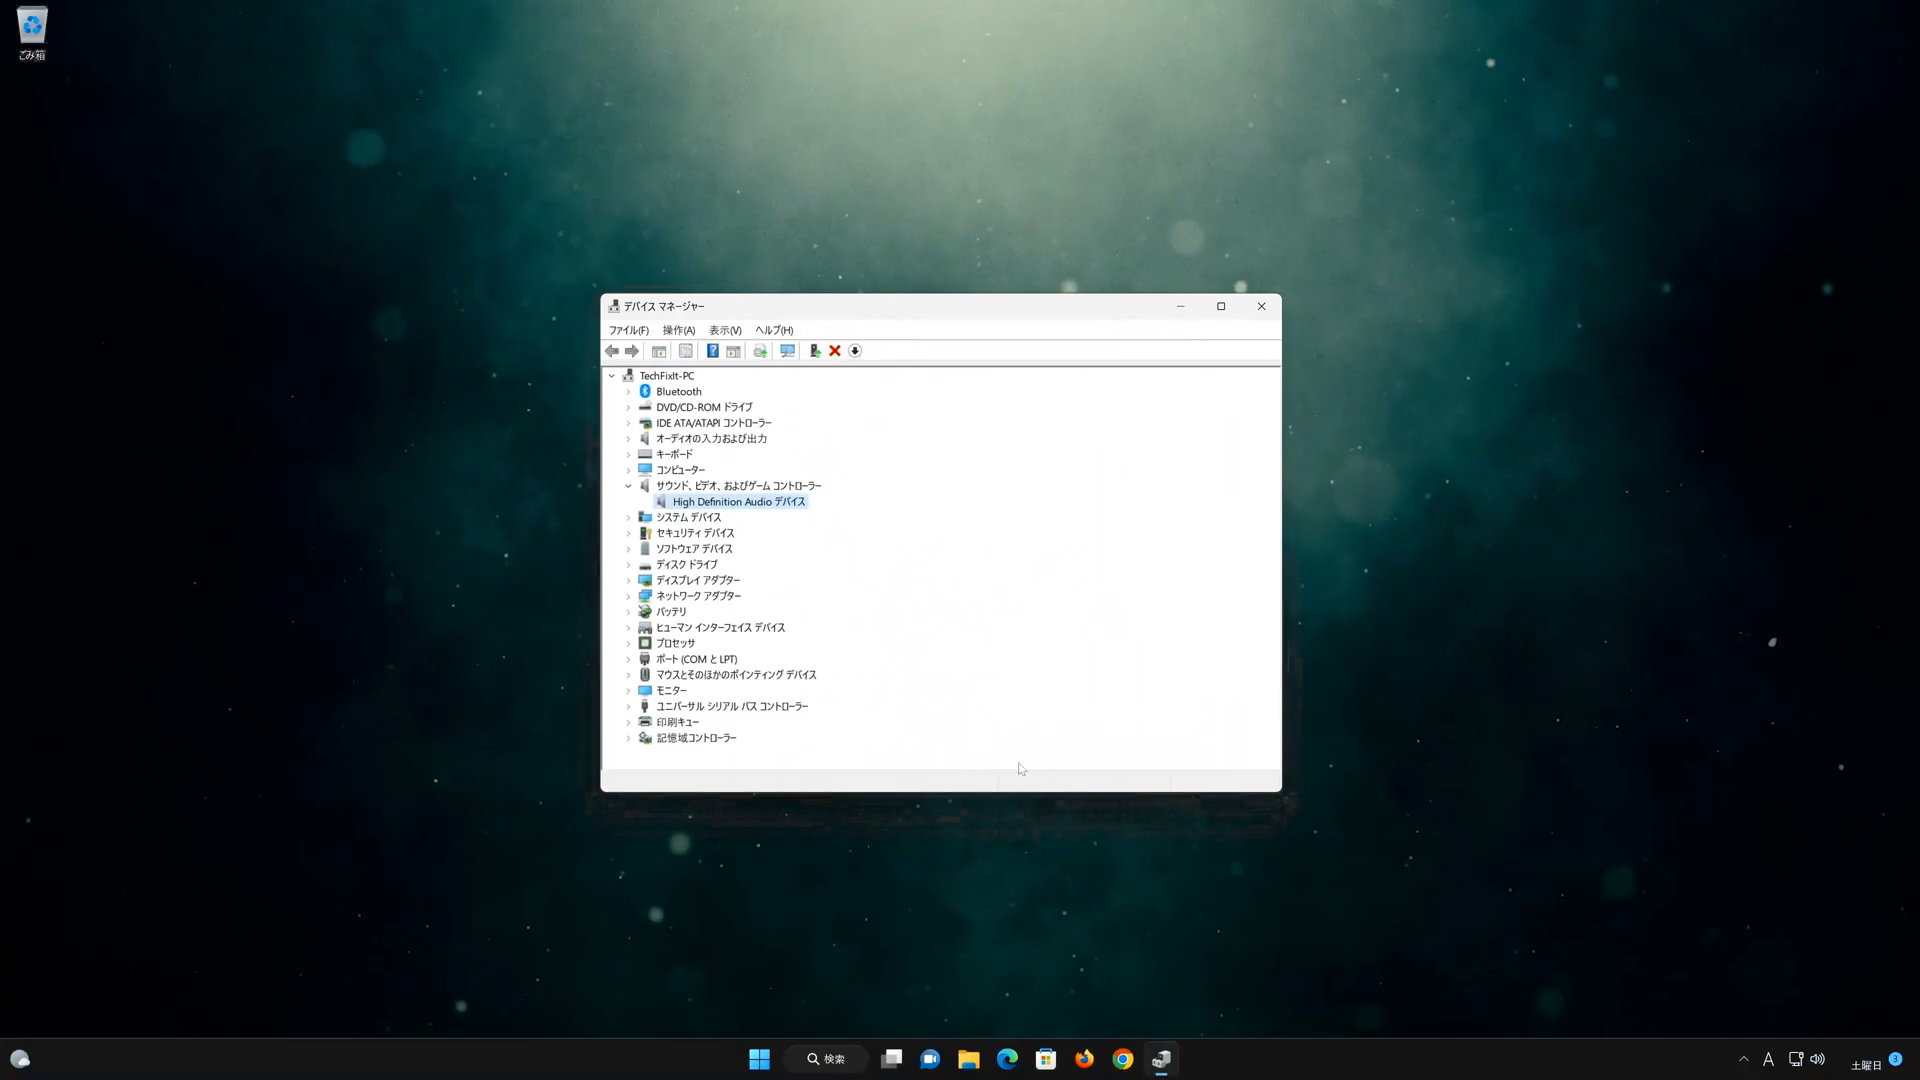 ごみ箱
デバイス マネージャー
ファイル(F) 操作(A) 表示(V) ヘルプ(H)
TechFixIt-PC
Bluetooth
DVD/CD-ROM ドライブ
IDE ATA/ATAPI コントローラー
オーディオの入力および出力
キーボード
コンピューター
サウンド、ビデオ、およびゲーム コントローラー
High Definition Audio デバイス
システム デバイス
セキュリティ デバイス
ソフトウェア デバイス
ディスク ドライブ
ディスプレイ アダプター
ネットワーク アダプター
バッテリ
ヒューマン インターフェイス デバイス
プロセッサ
ポート (COM と LPT)
マウスとそのほかのポインティング デバイス
モニター
ユニバーサル シリアル バス コントローラー
印刷キュー
記憶域コントローラー
検索
A
土曜日
3